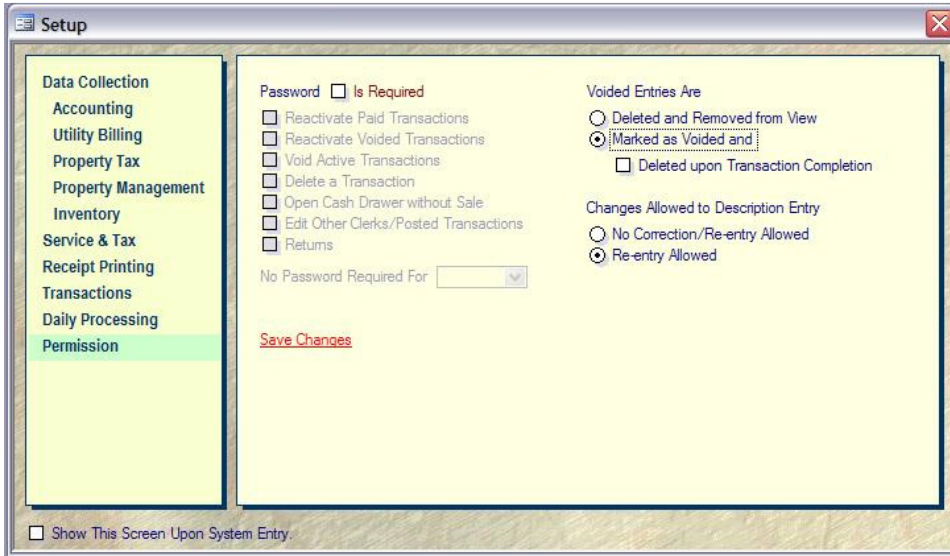 Setup
Data Collection
Accounting
Utility Billing
Property Tax
Property Management
Inventory
Service & Tax
Receipt Printing
Transactions
Daily Processing
Permission
Password Is Required
Reactivate Paid Transactions
Reactivate Voided Transactions
Void Active Transactions
Delete a Transaction
Open Cash Drawer without Sale
Edit Other Clerks/Posted Transactions
Returns
No Password Required For
Save Changes
Voided Entries Are
Deleted and Removed from View
Marked as Voided and
Deleted upon Transaction Completion
Changes Allowed to Description Entry
No Correction/Re-entry Allowed
Re-entry Allowed
Show This Screen Upon System Entry.